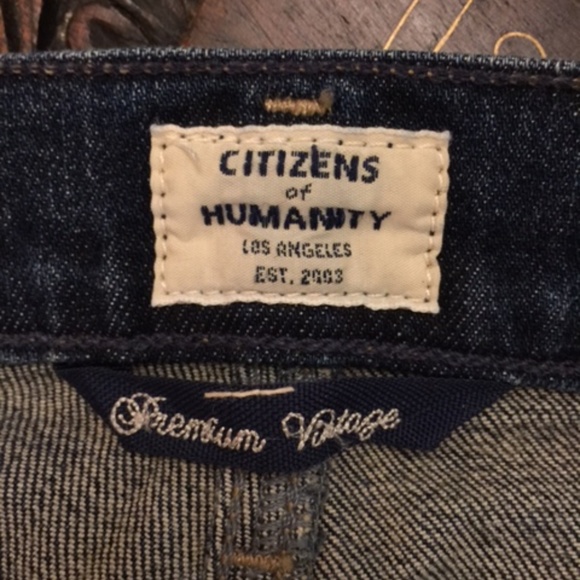 CITIZENS
of
HUMANITY
LOS ANGELES
EST. 2003
Premium Vintage